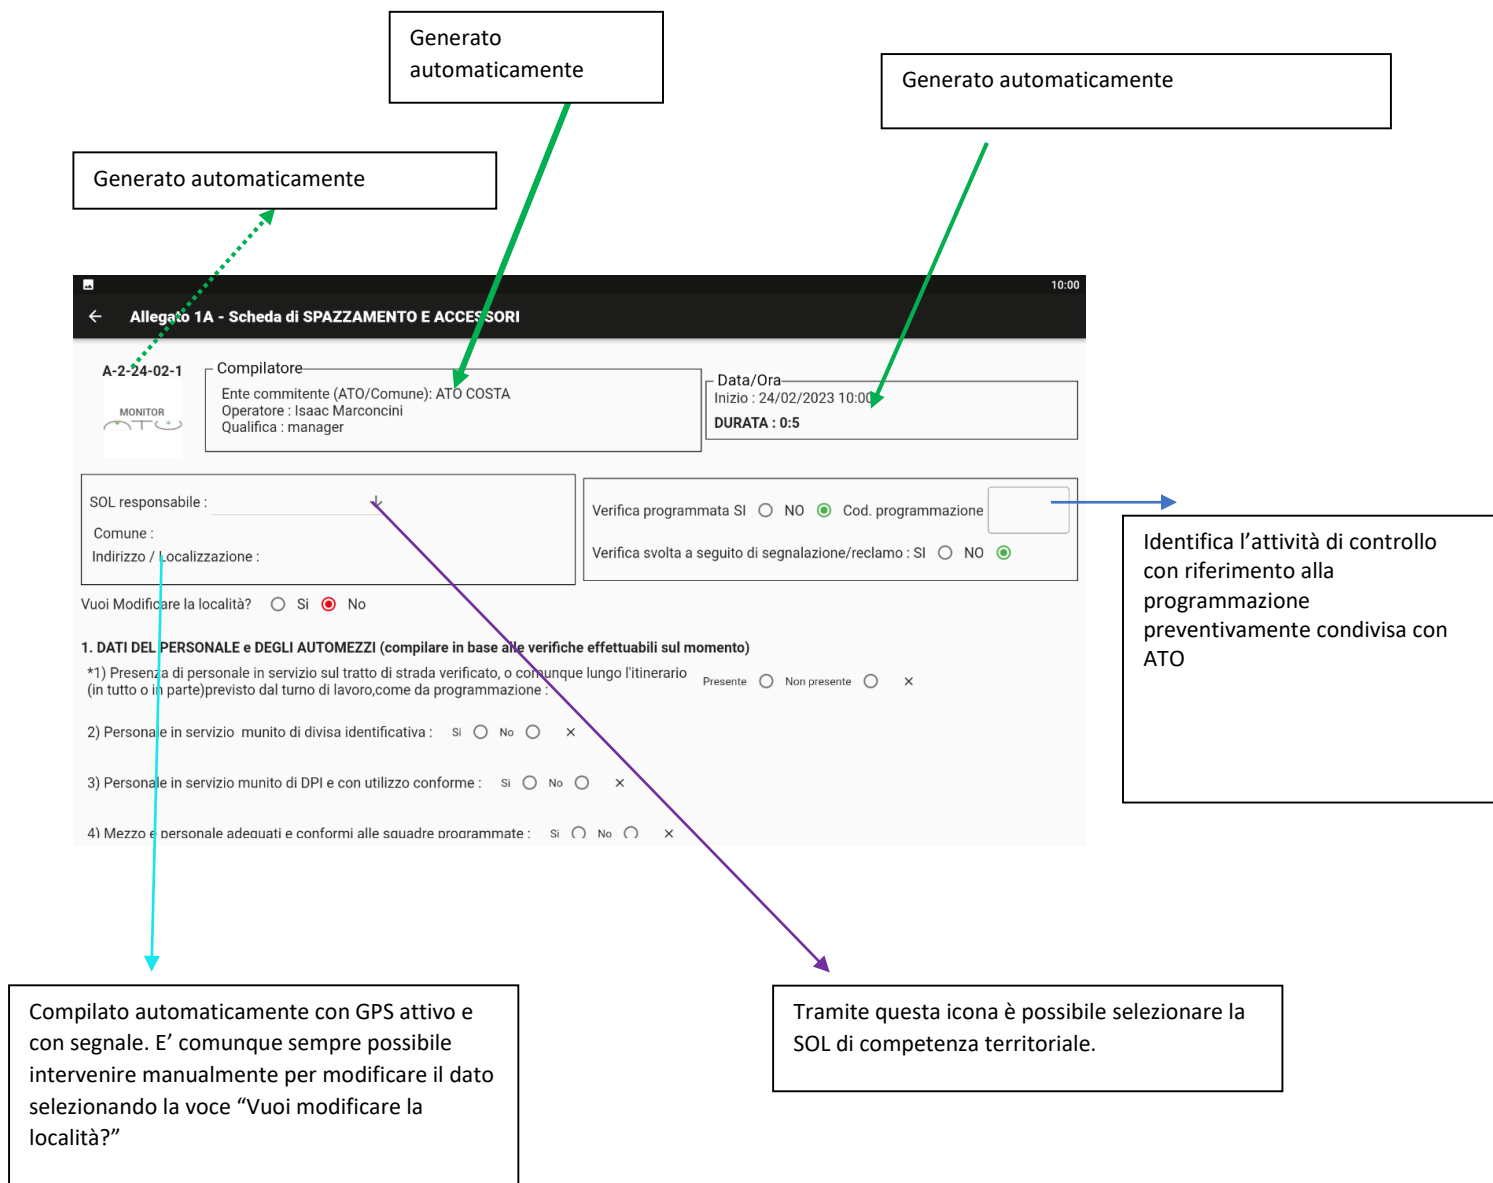 Generato
automaticamente
Generato automaticamente
Generato automaticamente
10:00
Allegato 1A - Scheda di SPAZZAMENTO E ACCESSORI
A-2-24-02-1
MONITOR
Compilatore
Ente committente (ATO/Comune): ATO COSTA
Operatore : Isaac Marconcini
Qualifica : manager
Data/Ora
Inizio : 24/02/2023 10:00
DURATA : 0:5
SOL responsabile :
Comune :
Indirizzo / Localizzazione :
Verifica programmata SI NO Cod. programmazione
Verifica svolta a seguito di segnalazione/reclamo : SI NO
Vuoi Modificare la località? Si No
1. DATI DEL PERSONALE e DEGLI AUTOMEZZI (compilare in base alle verifiche effettuabili sul momento)
*1) Presenza di personale in servizio sul tratto di strada verificato, o comunque lungo l'itinerario
(in tutto o in parte)previsto dal turno di lavoro,come da programmazione :
Presente Non presente ×
2) Personale in servizio munito di divisa identificativa : Si No ×
3) Personale in servizio munito di DPI e con utilizzo conforme : Si No ×
4) Mezzo e personale adeguati e conformi alle squadre programmate : Si No ×
Identifica l’attività di controllo
con riferimento alla
programmazione
preventivamente condivisa con
ATO
Compilato automaticamente con GPS attivo e
con segnale. E’ comunque sempre possibile
intervenire manualmente per modificare il dato
selezionando la voce “Vuoi modificare la
località?”
Tramite questa icona è possibile selezionare la
SOL di competenza territoriale.